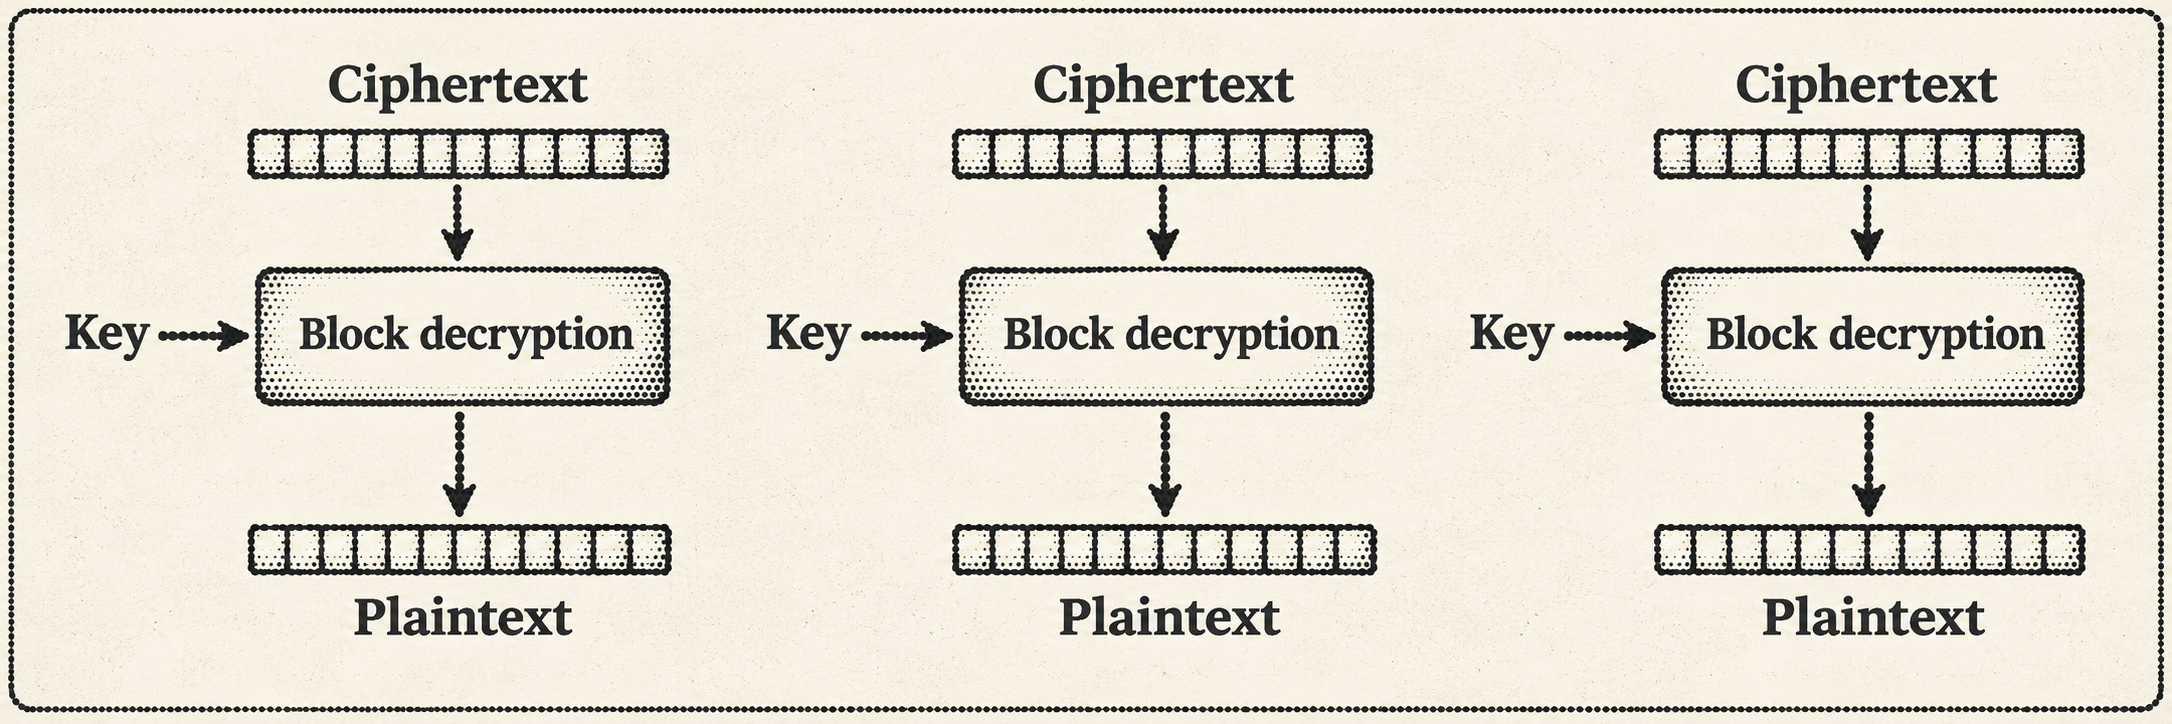 Ciphertext
Ciphertext
Ciphertext
Key
Block decryption
Key
Block decryption
Key
Block decryption
Plaintext
Plaintext
Plaintext